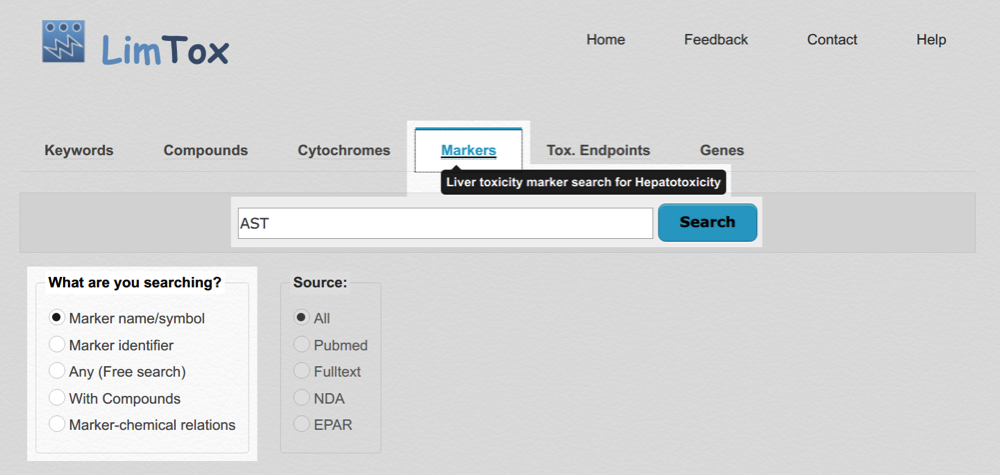 LimTox
Home Feedback Contact Help
Keywords Compounds Cytochromes Markers Tox. Endpoints Genes
Liver toxicity marker search for Hepatotoxicity
AST Search
What are you searching?
Marker name/symbol
Marker identifier
Any (Free search)
With Compounds
Marker-chemical relations
Source:
All
Pubmed
Fulltext
NDA
EPAR